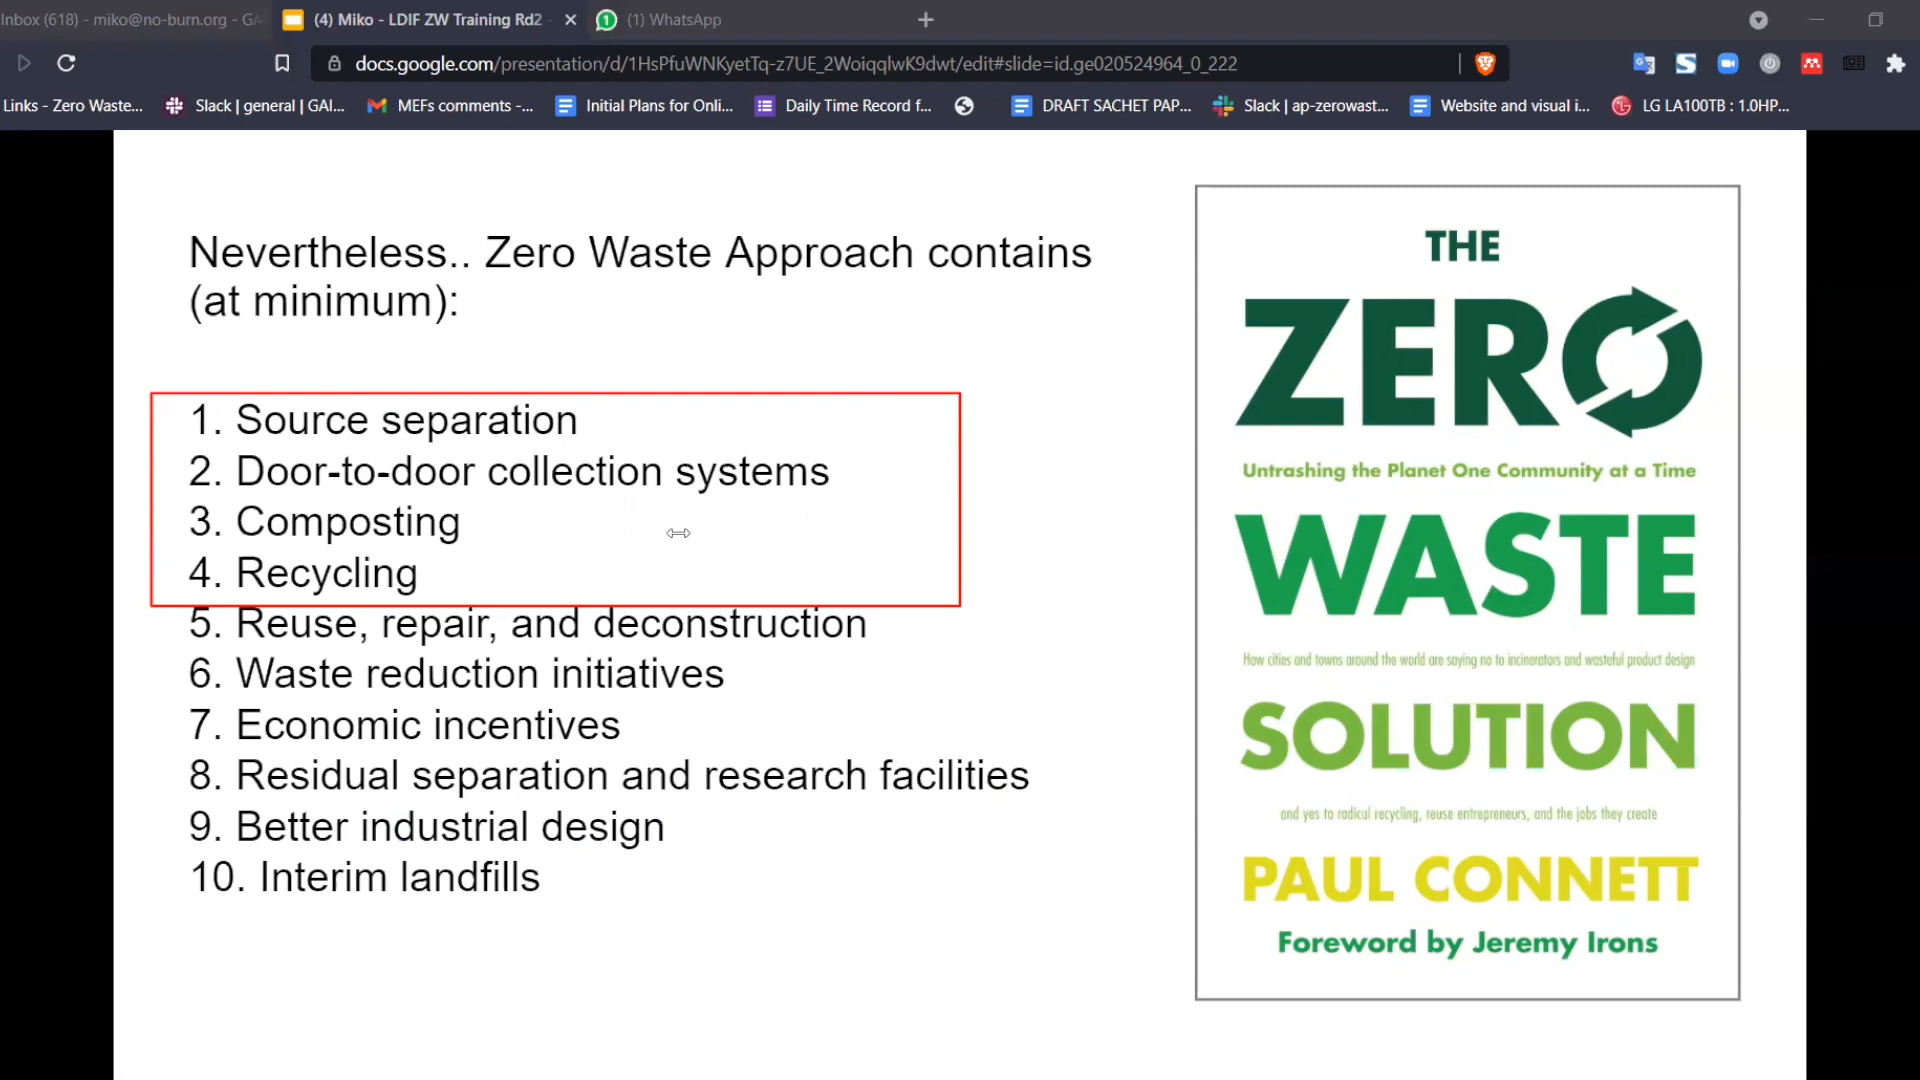 Inbox (618) - miko@no-burn.org - GA
(4) Miko - LDIF ZW Training Rd2 -
(1) WhatsApp
docs.google.com/presentation/d/1HsPfuWNKyetTq-z7UE_2WoiqqlwK9dwt/edit#slide=id.ge020524964_0_222
Links - Zero Waste...
Slack | general | GAI...
MEFs comments -...
Initial Plans for Onli...
Daily Time Record f...
DRAFT SACHET PAP...
Slack | ap-zerowast...
Website and visual i...
LG LA100TB : 1.0HP...
Nevertheless.. Zero Waste Approach contains
(at minimum):
1. Source separation
2. Door-to-door collection systems
3. Composting
4. Recycling
5. Reuse, repair, and deconstruction
6. Waste reduction initiatives
7. Economic incentives
8. Residual separation and research facilities
9. Better industrial design
10. Interim landfills
THE
ZERO
Untrashing the Planet One Community at a Time
WASTE
How cities and towns around the world are saying no to incinerators and wasteful product design
SOLUTION
and yes to radical recycling, reuse entrepreneurs, and the jobs they create
PAUL CONNETT
Foreword by Jeremy Irons